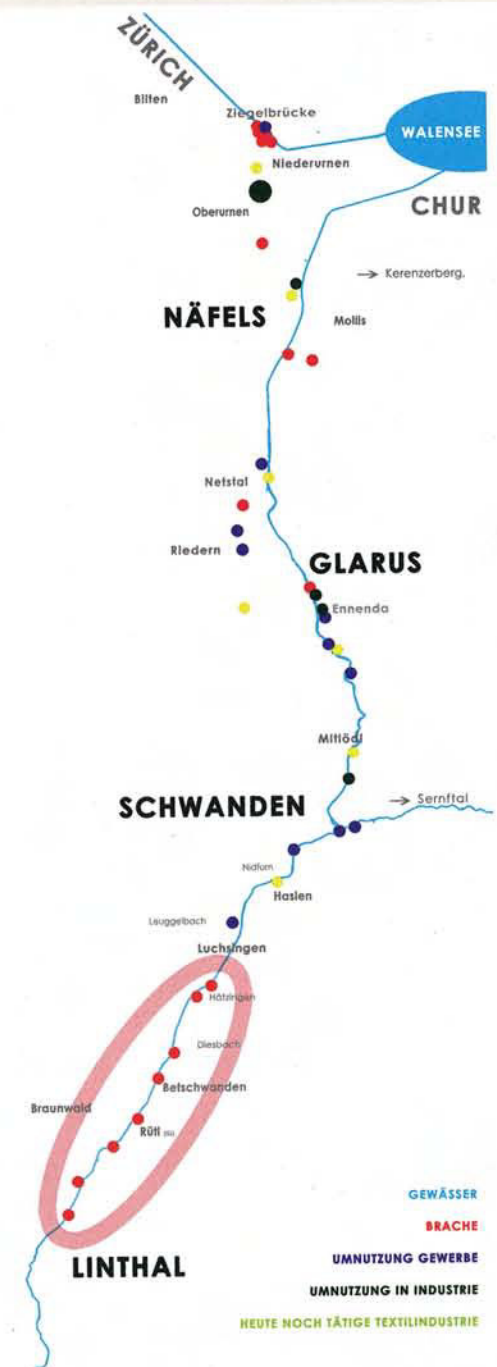 ZÜRICH
Bilten
Ziegelbrücke
WALENSEE
Niederurnen
Oberurnen
CHUR
→ Kerenzerberg.
NÄFELS
Mollis
Netstal
Riedern
GLARUS
Ennenda
Mitlödi
SCHWANDEN
→ Sernftal
Nidfurn
Haslen
Leuggelbach
Luchsingen
Hätzingen
Diesbach
Betschwanden
Braunwald
Rüti (Gl)
LINTHAL
GEWÄSSER
BRACHE
UMNUTZUNG GEWERBE
UMNUTZUNG IN INDUSTRIE
HEUTE NOCH TÄTIGE TEXTILINDUSTRIE